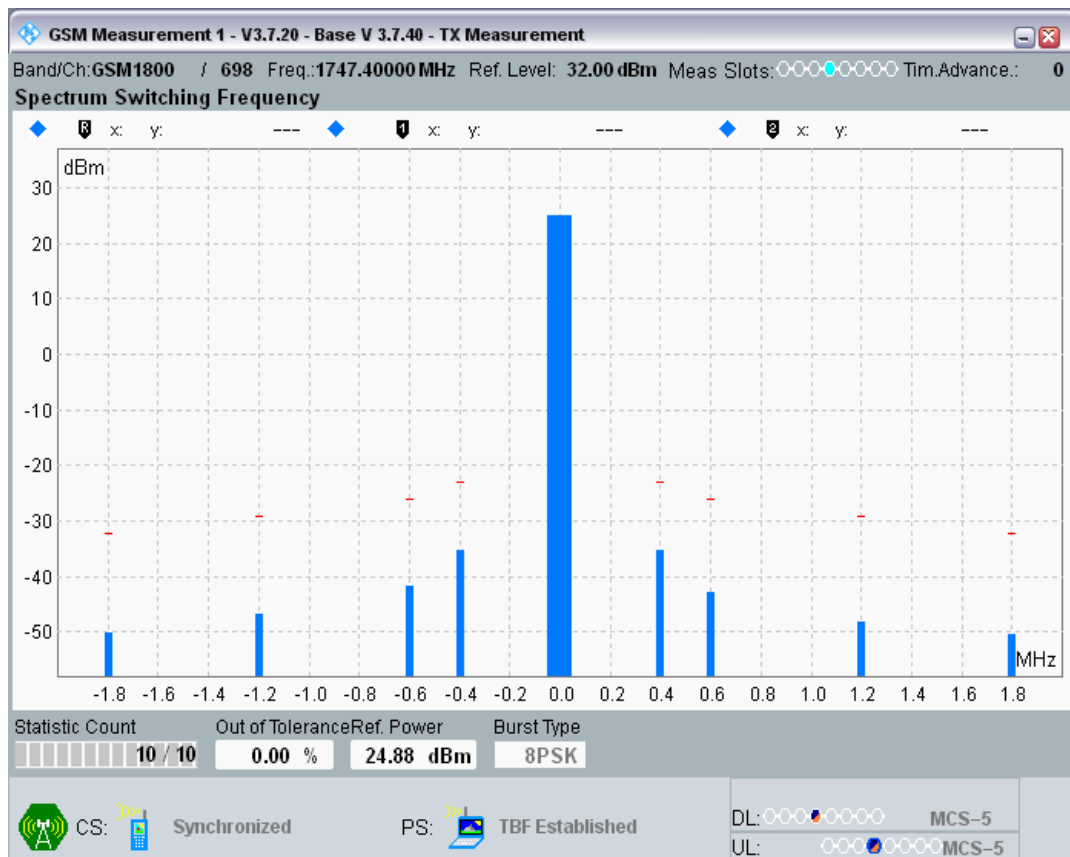 GSM Measurement 1 - V3.7.20 - Base V 3.7.40 - TX Measurement
Band/Ch:GSM1800 / 698 Freq.:1747.40000 MHz Ref. Level: 32.00 dBm Meas Slots: Tim.Advance.: 0
Spectrum Switching Frequency
R x: y: --- 1 x: y: --- 2 x: y: ---
dBm
30
20
10
0
-10
-20
-30
-40
-50
MHz
-1.8 -1.6 -1.4 -1.2 -1.0 -0.8 -0.6 -0.4 -0.2 0.0 0.2 0.4 0.6 0.8 1.0 1.2 1.4 1.6 1.8
Statistic Count Out of Tolerance Ref. Power Burst Type
10 / 10 0.00 % 24.88 dBm 8PSK
CS: Synchronized PS: TBF Established
DL: MCS-5
UL: MCS-5